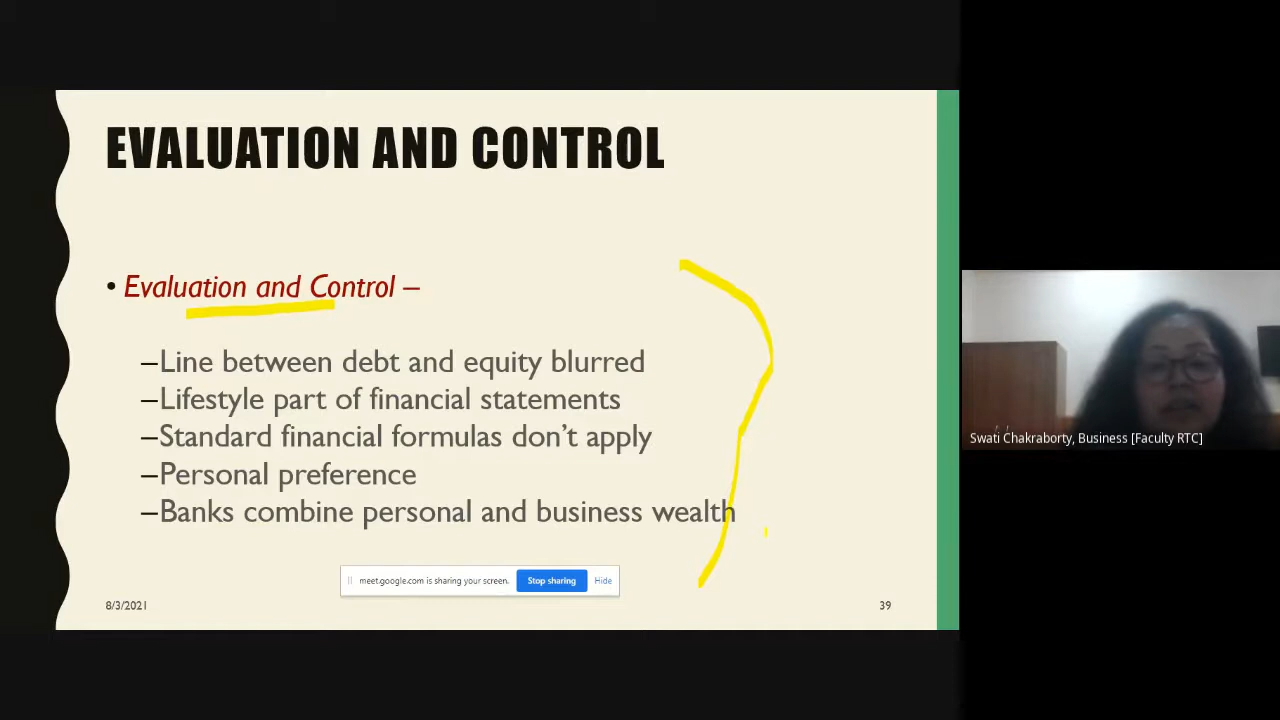 EVALUATION AND CONTROL
• Evaluation and Control –
–Line between debt and equity blurred
–Lifestyle part of financial statements
–Standard financial formulas don't apply
–Personal preference
–Banks combine personal and business wealth
meet.google.com is sharing your screen. Stop sharing Hide
8/3/2021 39
Swati Chakraborty, Business [Faculty RTC]